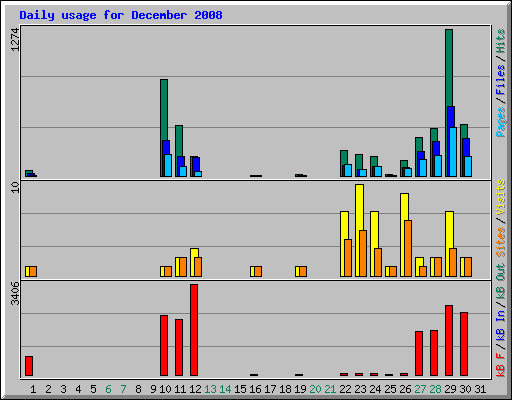 Daily usage for December 2008
1274
Pages / Files / Hits
10
Sites / Visits
3406
kB F / kB In / kB Out
1 2 3 4 5 6 7 8 9 10 11 12 13 14 15 16 17 18 19 20 21 22 23 24 25 26 27 28 29 30 31